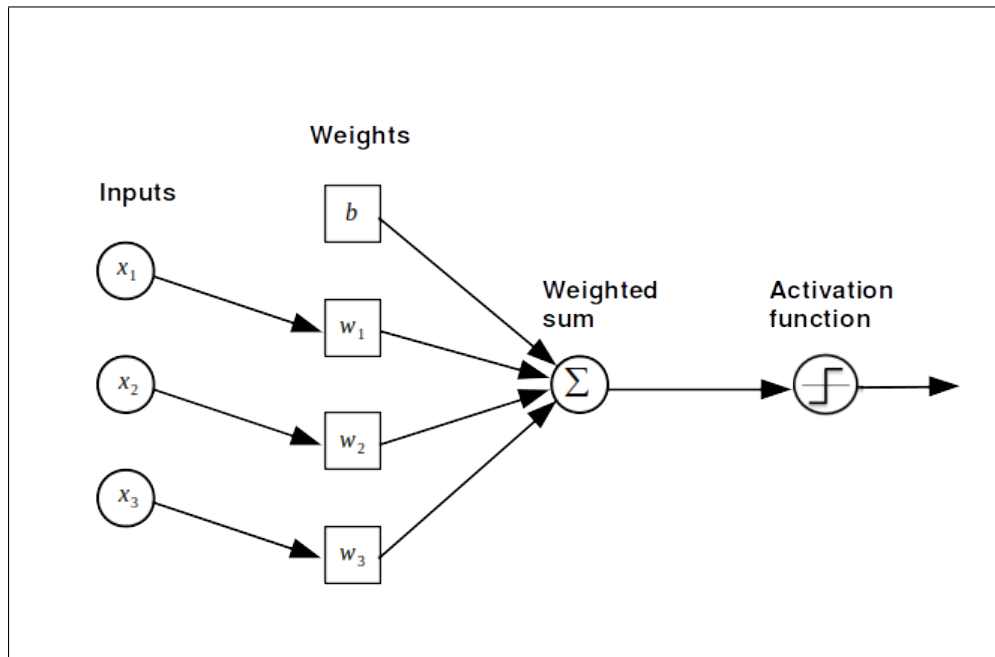 Weights
Inputs
b
x₁
w₁
Weighted
sum
Activation
function
x₂
Σ
w₂
x₃
w₃